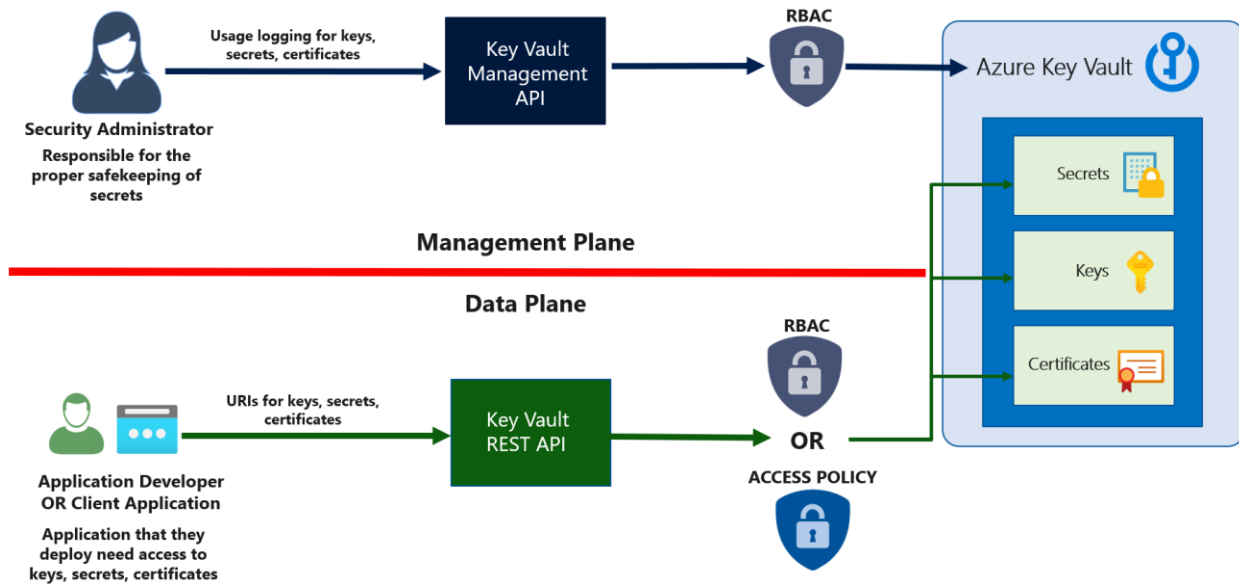 RBAC
Usage logging for keys,
secrets, certificates
Key Vault
Management
API
Azure Key Vault
Security Administrator
Responsible for the
proper safekeeping of
secrets
Secrets
Management Plane
Keys
Data Plane
RBAC
Certificates
URIs for keys, secrets,
certificates
Key Vault
REST API
OR
ACCESS POLICY
Application Developer
OR Client Application
Application that they
deploy need access to
keys, secrets, certificates